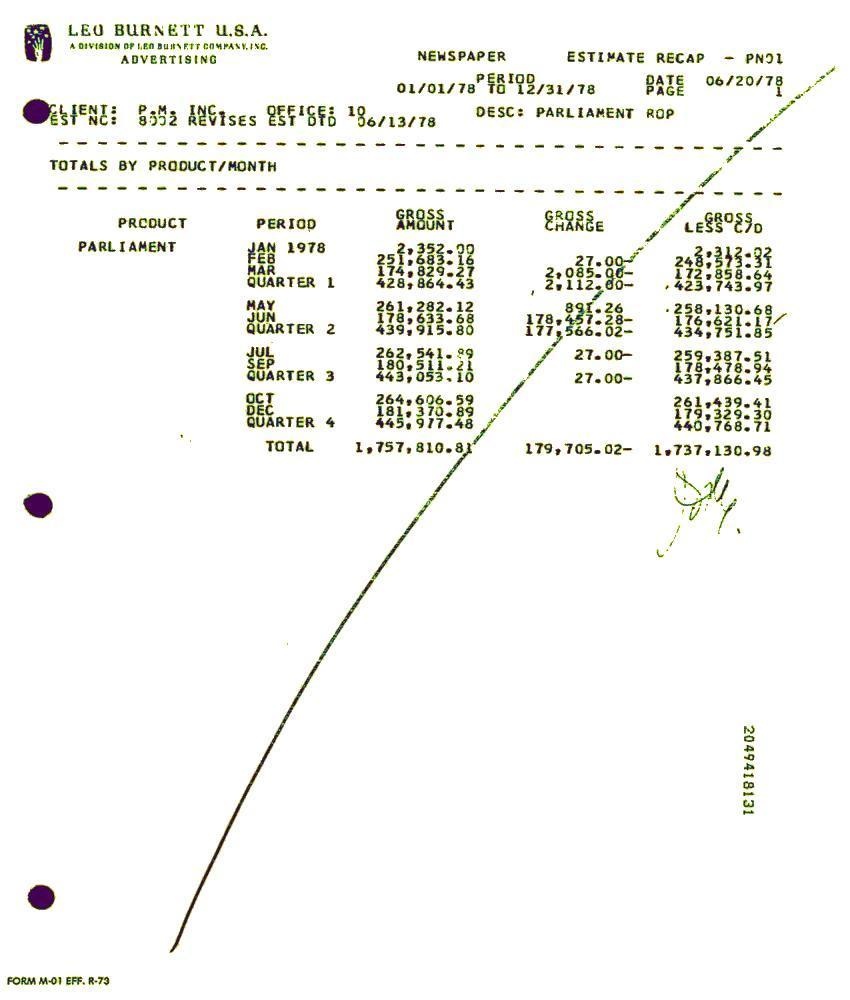 LEO BURNETT U.S.A.
A DIVISION OF LEO BURNETT COMPANY, INC.
ADVERTISING
NEWSPAPER ESTIMATE RECAP - PN01
PERIOD DATE 06/20/78
01/01/78 TO 12/31/78 PAGE 1
CLIENT: P.M. INC. OFFICE: 10 DESC: PARLIAMENT ROP
EST NO: 8002 REVISES EST DTD 06/13/78
TOTALS BY PRODUCT/MONTH
PRODUCT PERIOD GROSS AMOUNT GROSS CHANGE GROSS LESS C/D
PARLIAMENT JAN 1978 2,352.00 2,312.02
FEB 251,683.16 27.00- 248,573.31
MAR 174,829.27 2,085.00- 172,858.64
QUARTER 1 428,864.43 2,112.00- 423,743.97
MAY 261,282.12 891.26 258,130.68
JUN 178,633.68 178,457.28- 176,621.17
QUARTER 2 439,915.80 177,566.02- 434,751.85
JUL 262,541.89 27.00- 259,387.51
SEP 180,511.21 178,478.94
QUARTER 3 443,053.10 27.00- 437,866.45
OCT 264,606.59 261,439.41
DEC 181,370.89 179,329.30
QUARTER 4 445,977.48 440,768.71
TOTAL 1,757,810.81 179,705.02- 1,737,130.98
2049418131
FORM M-01 EFF. R-73